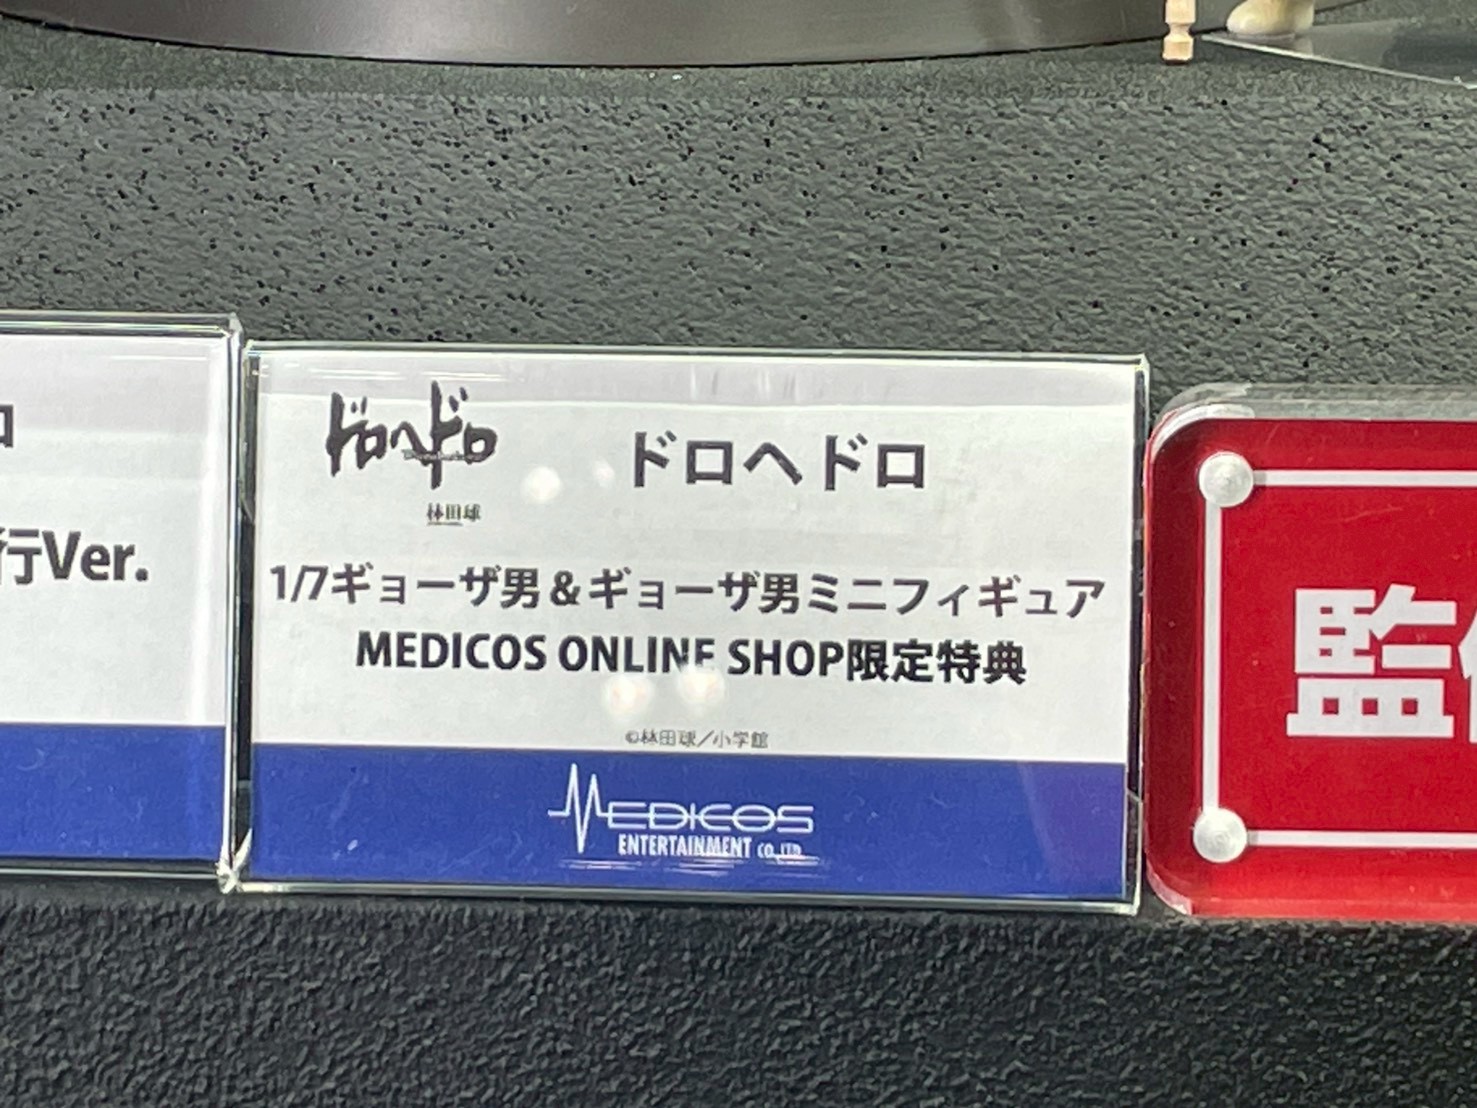 ロ
行Ver.
ドロヘドロ
林田球
ドロヘドロ
1/7ギョーザ男＆ギョーザ男ミニフィギュア
MEDICOS ONLINE SHOP限定特典
©林田球／小学館
MEDICOS
ENTERTAINMENT CO.,LTD.
監